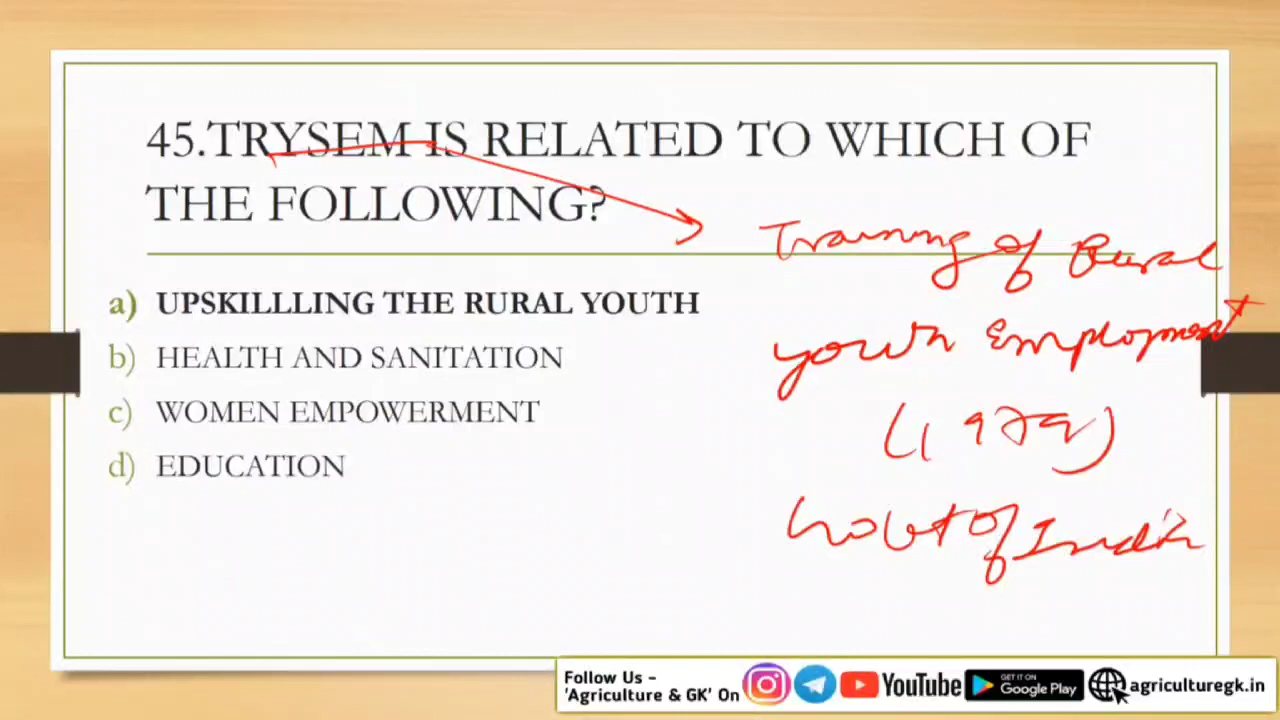 45.TRYSEM IS RELATED TO WHICH OF
THE FOLLOWING?
a) UPSKILLLING THE RURAL YOUTH
b) HEALTH AND SANITATION
c) WOMEN EMPOWERMENT
d) EDUCATION
Training of Rural
youth Employment
(1979)
Govt of India
Follow Us -
'Agriculture & GK' On
YouTube
GET IT ON
Google Play
agriculturegk.in